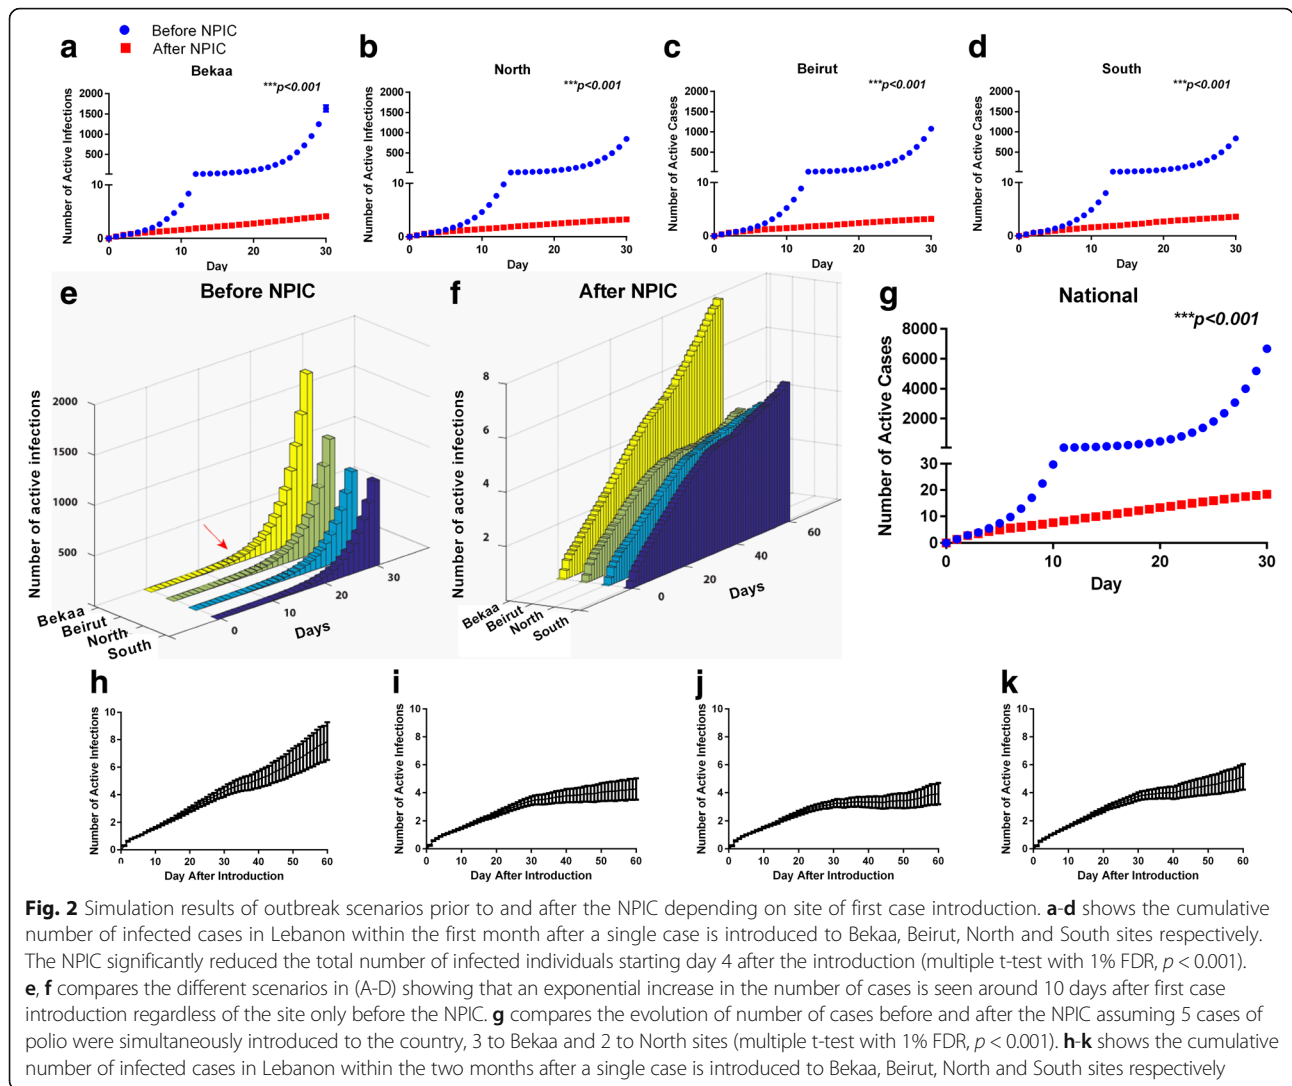 Before NPIC
After NPIC
a
Bekaa
***p<0.001
Number of Active Infections
2000
1500
1000
500
10
0
0 10 20 30
Day
b
North
***p<0.001
Number of Active Infections
2000
1500
1000
500
10
0
0 10 20 30
Day
c
Beirut
***p<0.001
Number of Active Cases
2000
1500
1000
500
10
0
0 10 20 30
Day
d
South
***p<0.001
Number of Active Cases
2000
1500
1000
500
10
0
0 10 20 30
Day
e
Before NPIC
Number of active infections
2000
1500
1000
500
Bekaa
Beirut
North
South
0 10 20 30
Days
f
After NPIC
Number of active infections
8
6
4
2
Bekaa
Beirut
North
South
0 20 40 60
Days
g
National
***p<0.001
Number of Active Cases
8000
6000
4000
2000
30
20
10
0
0 10 20 30
Day
h
Number of Active Infections
10
8
6
4
2
0
0 10 20 30 40 50 60
Day After Introduction
i
Number of Active Infections
10
8
6
4
2
0
0 10 20 30 40 50 60
Day After Introduction
j
Number of Active Infections
10
8
6
4
2
0
0 10 20 30 40 50 60
Day After Introduction
k
Number of Active Infections
10
8
6
4
2
0
0 10 20 30 40 50 60
Day After Introduction
Fig. 2 Simulation results of outbreak scenarios prior to and after the NPIC depending on site of first case introduction. a-d shows the cumulative
number of infected cases in Lebanon within the first month after a single case is introduced to Bekaa, Beirut, North and South sites respectively.
The NPIC significantly reduced the total number of infected individuals starting day 4 after the introduction (multiple t-test with 1% FDR, p < 0.001).
e, f compares the different scenarios in (A-D) showing that an exponential increase in the number of cases is seen around 10 days after first case
introduction regardless of the site only before the NPIC. g compares the evolution of number of cases before and after the NPIC assuming 5 cases of
polio were simultaneously introduced to the country, 3 to Bekaa and 2 to North sites (multiple t-test with 1% FDR, p < 0.001). h-k shows the cumulative
number of infected cases in Lebanon within the two months after a single case is introduced to Bekaa, Beirut, North and South sites respectively